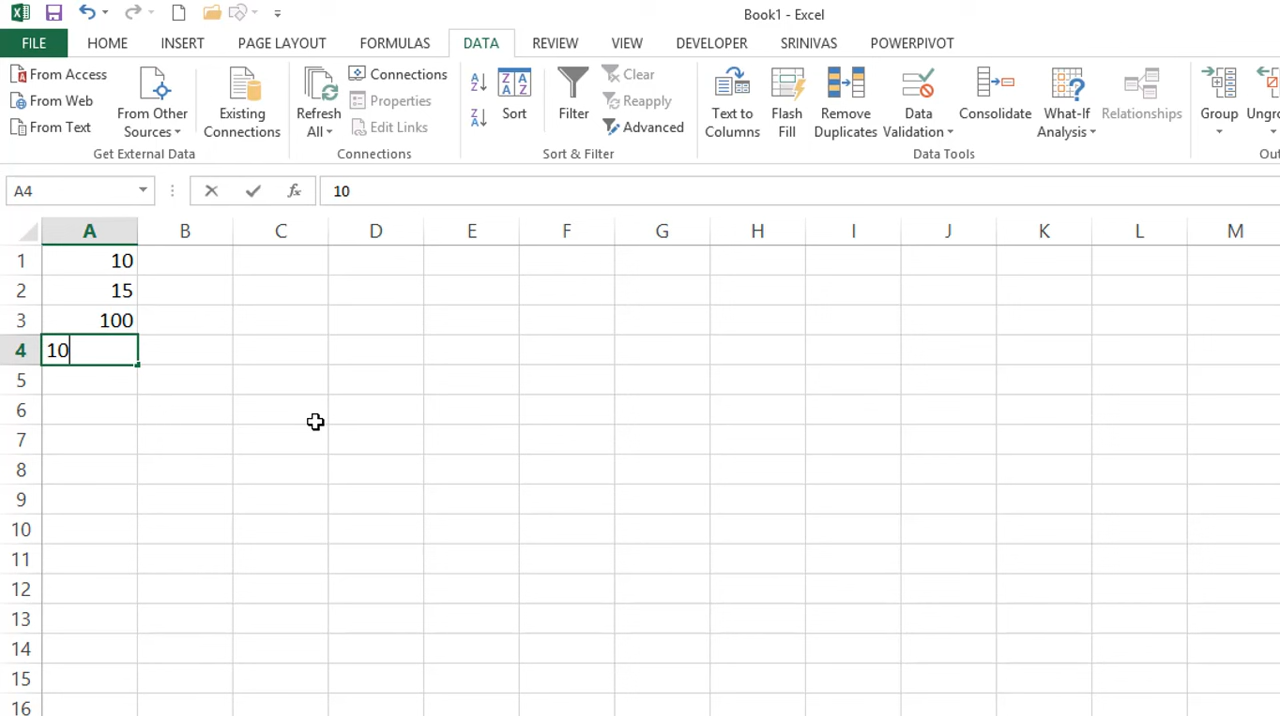 Book1 - Excel
FILE HOME INSERT PAGE LAYOUT FORMULAS DATA REVIEW VIEW DEVELOPER SRINIVAS POWERPIVOT
From Access
From Web
From Text
From Other Sources
Existing Connections
Get External Data
Refresh All
Connections
Properties
Edit Links
Connections
Sort
Filter
Clear
Reapply
Advanced
Sort & Filter
Text to Columns
Flash Fill
Remove Duplicates
Data Validation
Consolidate
What-If Analysis
Relationships
Data Tools
Group
A4 fx 10
A B C D E F G H I J K L M
1 10
2 15
3 100
4 10
5
6
7
8
9
10
11
12
13
14
15
16